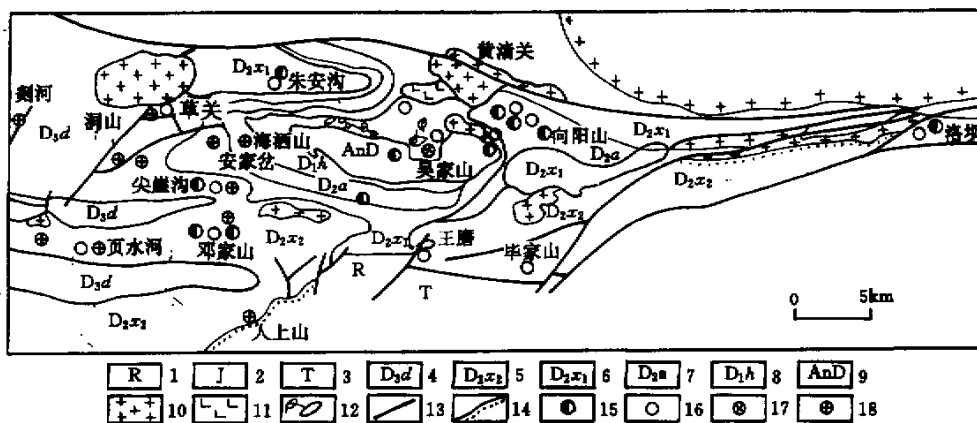 黄渚关
D₂x₁
朱安沟
剡河
草关
洞山
D₃d
海酒山
向阳山
D₂x₁
洛坝
安家岔
D₁h
AnD
吴家山
D₂a
D₂a
D₂x₁
D₂x₂
尖崖沟
D₃d
D₂x₂
D₂x₁
D₂x₂
王磨
页水河
邓家山
毕家山
R
T
D₃d
D₂x₂
人上山
0 5km
R 1 J 2 T 3 D₃d 4 D₂x₂ 5 D₂x₁ 6 D₂a 7 D₁h 8 AnD 9
10 11 12 13 14 15 16 17 18